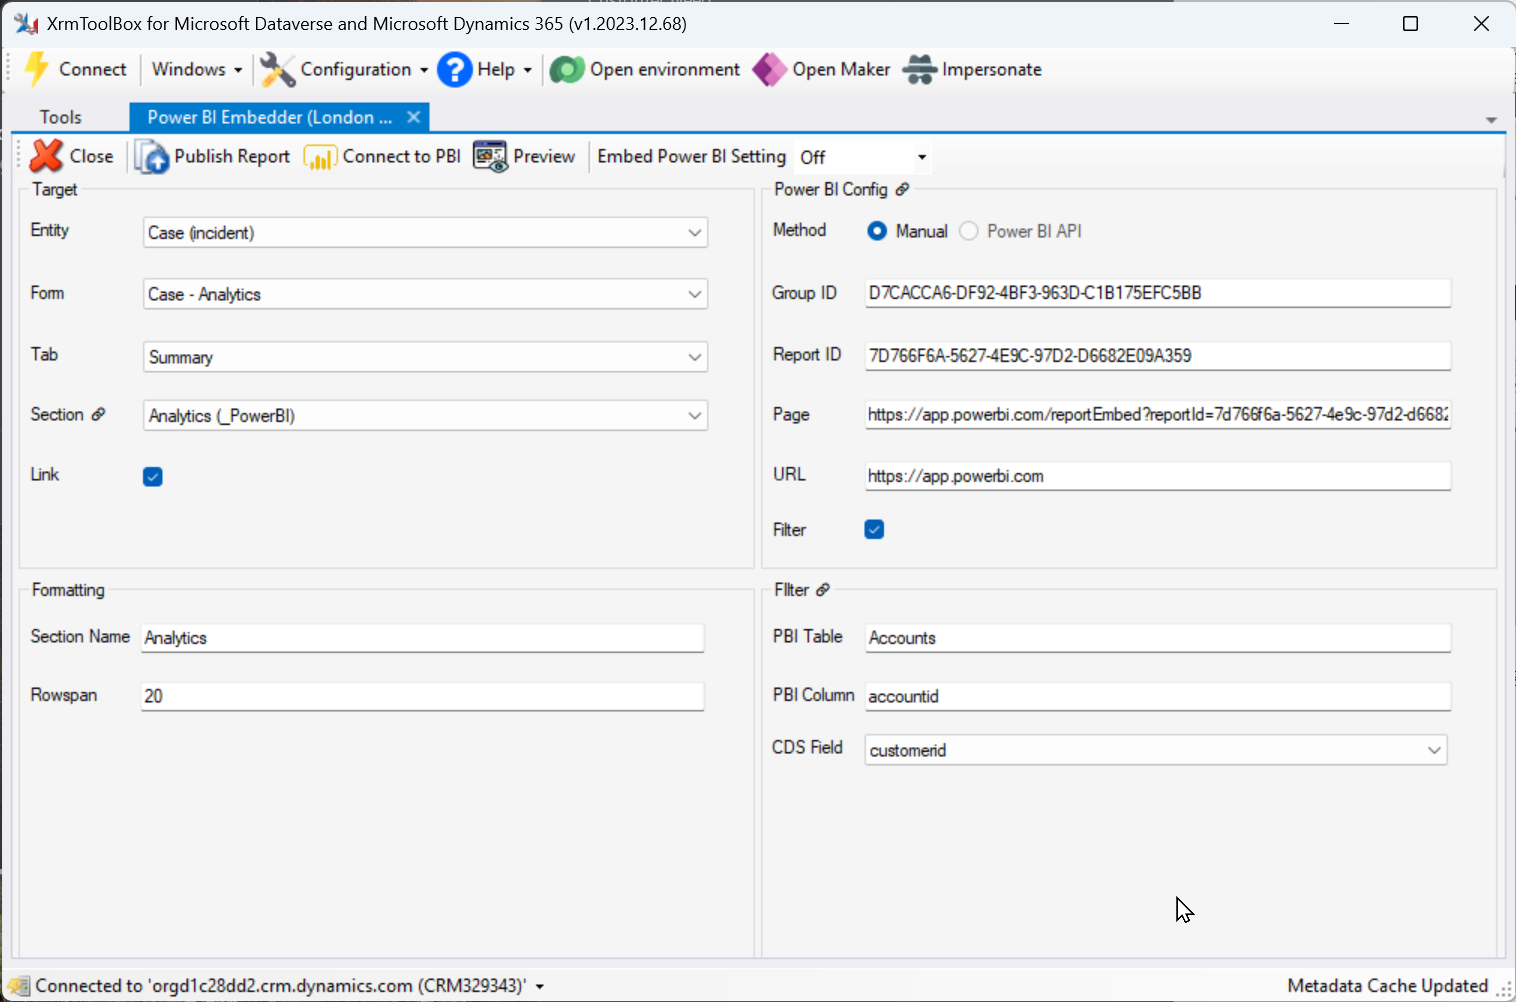 XrmToolBox for Microsoft Dataverse and Microsoft Dynamics 365 (v1.2023.12.68)
Connect Windows Configuration Help Open environment Open Maker Impersonate
Tools Power BI Embedder (London ...
Close Publish Report Connect to PBI Preview Embed Power BI Setting Off
Target
Entity Case (incident)
Form Case - Analytics
Tab Summary
Section Analytics (_PowerBI)
Link
Power BI Config
Method Manual Power BI API
Group ID D7CACCA6-DF92-4BF3-963D-C1B175EFC5BB
Report ID 7D766F6A-5627-4E9C-97D2-D6682E09A359
Page https://app.powerbi.com/reportEmbed?reportId=7d766f6a-5627-4e9c-97d2-d6682
URL https://app.powerbi.com
Filter
Formatting
Section Name Analytics
Rowspan 20
FIlter
PBI Table Accounts
PBI Column accountid
CDS Field customerid
Connected to 'orgd1c28dd2.crm.dynamics.com (CRM329343)' Metadata Cache Updated